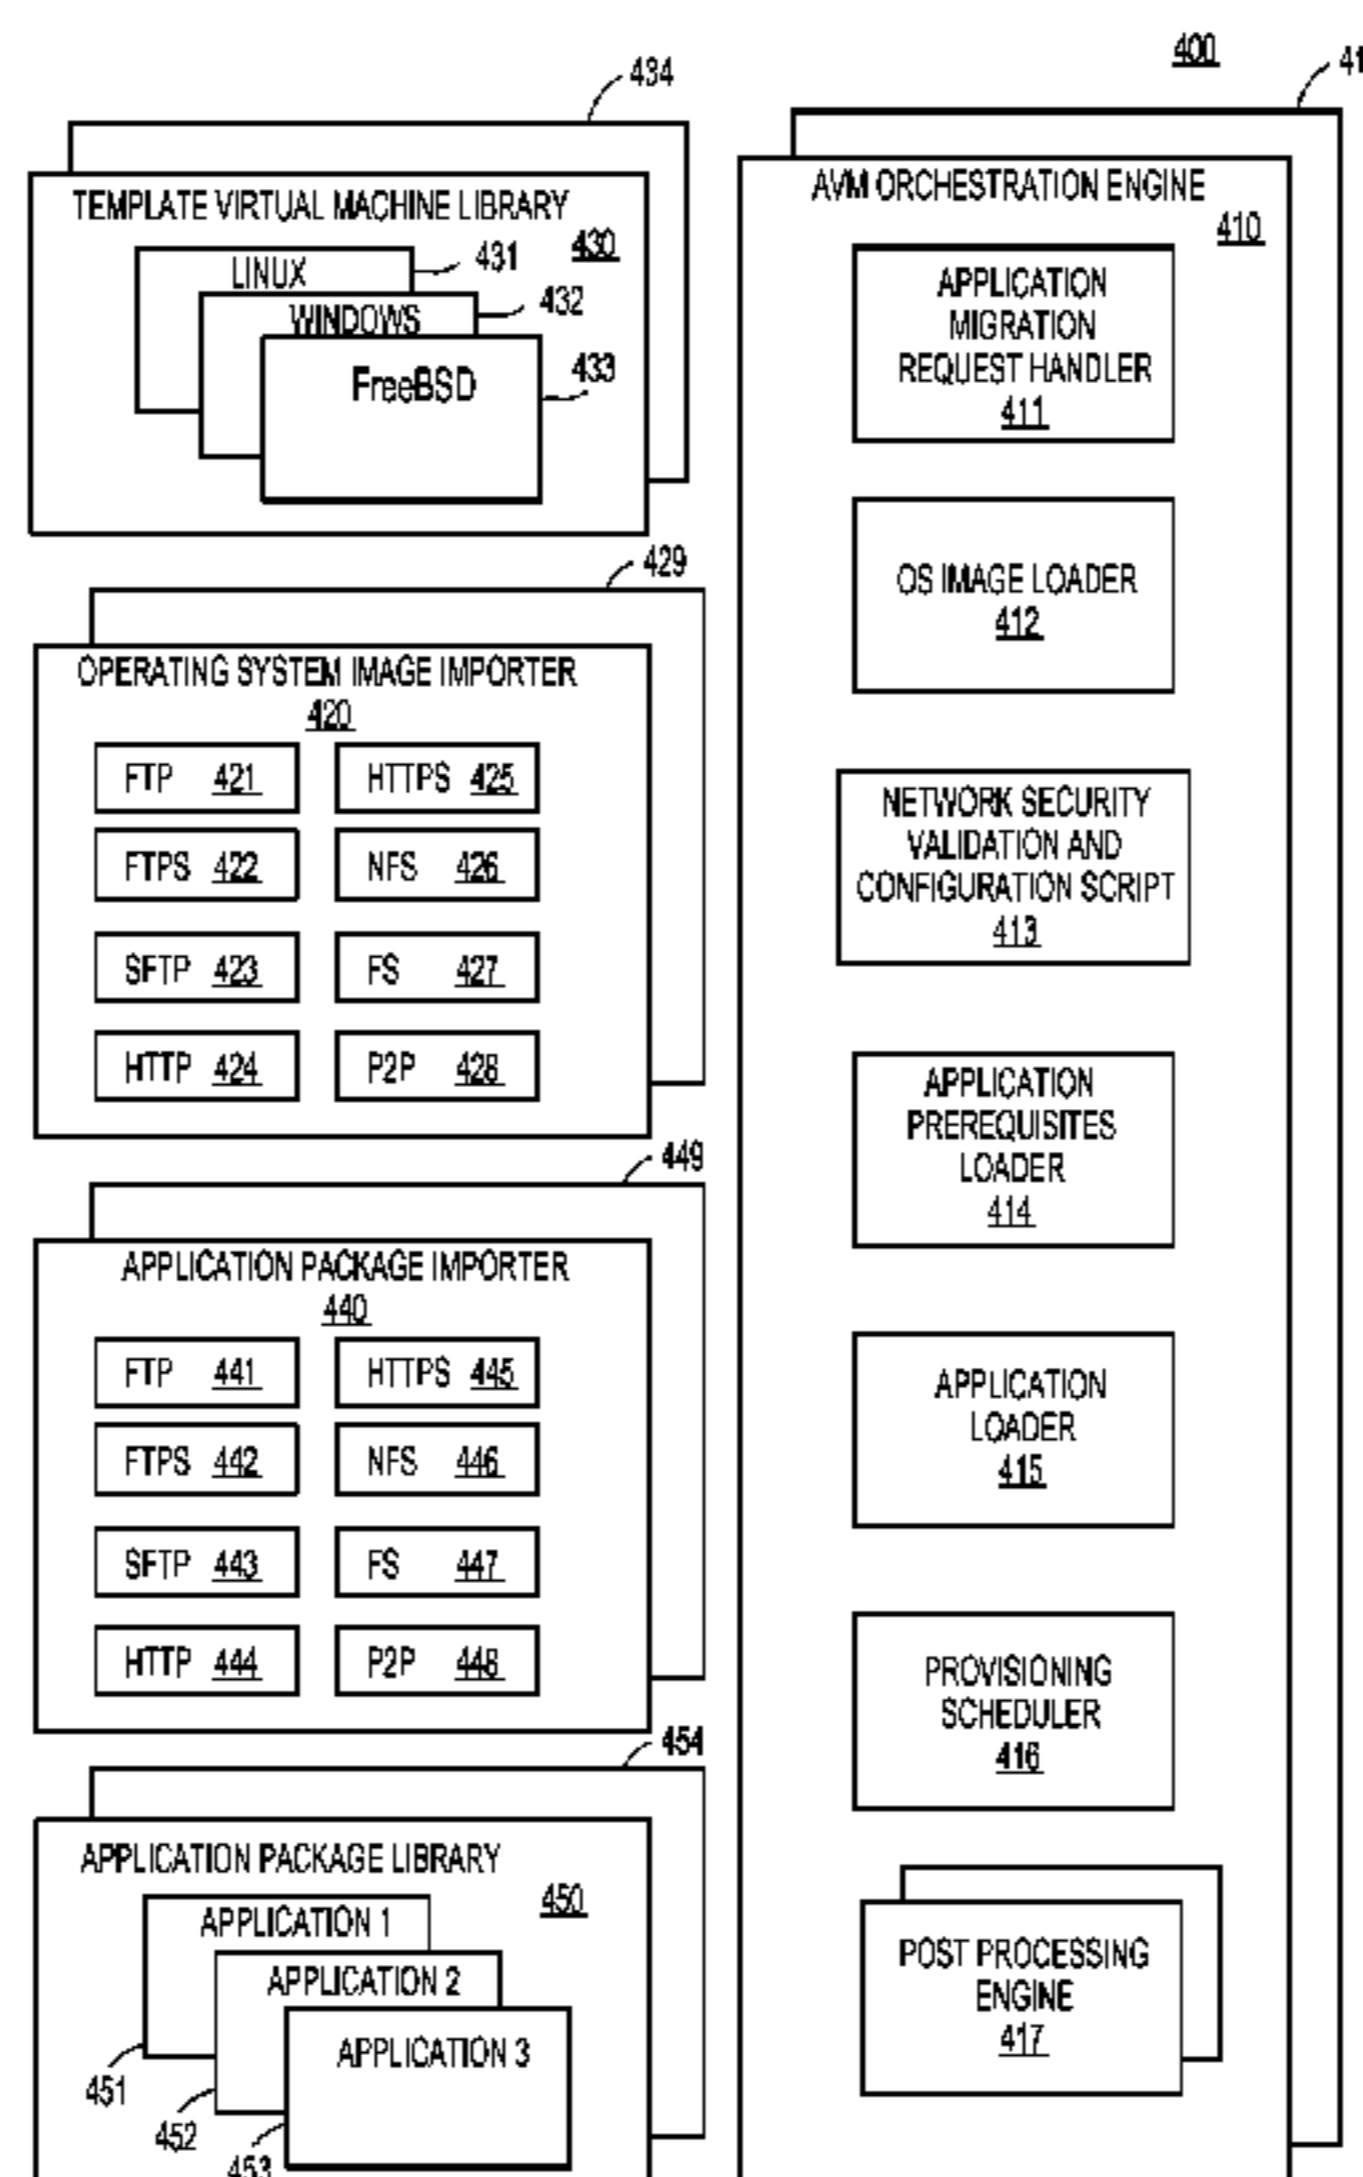 400
434
TEMPLATE VIRTUAL MACHINE LIBRARY
430
LINUX
431
WINDOWS
432
FreeBSD
433
429
OPERATING SYSTEM IMAGE IMPORTER
420
FTP 421
HTTPS 425
FTPS 422
NFS 426
SFTP 423
FS 427
HTTP 424
P2P 428
449
APPLICATION PACKAGE IMPORTER
440
FTP 441
HTTPS 445
FTPS 442
NFS 446
SFTP 443
FS 447
HTTP 444
P2P 448
454
APPLICATION PACKAGE LIBRARY
450
APPLICATION 1
APPLICATION 2
APPLICATION 3
451
452
453
AVM ORCHESTRATION ENGINE
410
APPLICATION
MIGRATION
REQUEST HANDLER
411
OS IMAGE LOADER
412
NETWORK SECURITY
VALIDATION AND
CONFIGURATION SCRIPT
413
APPLICATION
PREREQUISITES
LOADER
414
APPLICATION
LOADER
415
PROVISIONING
SCHEDULER
416
POST PROCESSING
ENGINE
417